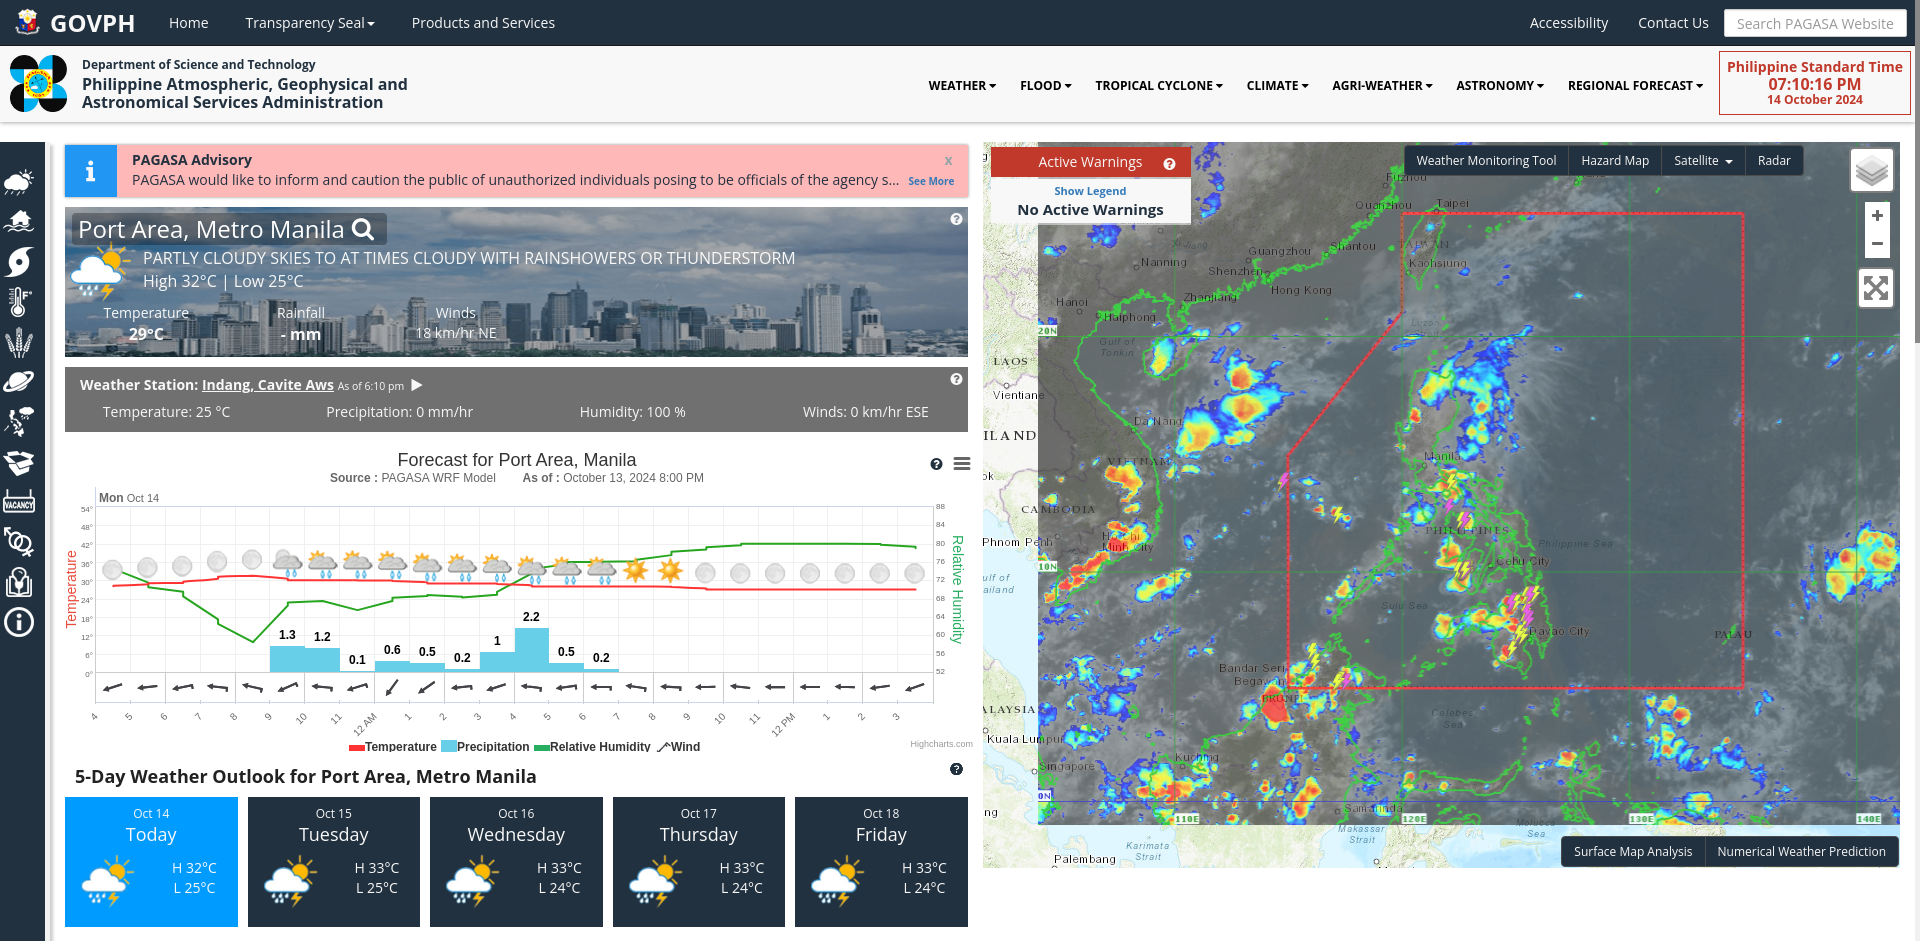 GOVPH
Home
Transparency Seal
Products and Services
Accessibility
Contact Us
Search PAGASA Website
Department of Science and Technology
Philippine Atmospheric, Geophysical and
Astronomical Services Administration
WEATHER
FLOOD
TROPICAL CYCLONE
CLIMATE
AGRI-WEATHER
ASTRONOMY
REGIONAL FORECAST
Philippine Standard Time
07:10:16 PM
14 October 2024
PAGASA Advisory
x
PAGASA would like to inform and caution the public of unauthorized individuals posing to be officials of the agency s... See More
Port Area, Metro Manila
PARTLY CLOUDY SKIES TO AT TIMES CLOUDY WITH RAINSHOWERS OR THUNDERSTORM
High 32°C | Low 25°C
Temperature
29°C
Rainfall
- mm
Winds
18 km/hr NE
Weather Station: Indang, Cavite Aws As of 6:10 pm
Temperature: 25 °C
Precipitation: 0 mm/hr
Humidity: 100 %
Winds: 0 km/hr ESE
Forecast for Port Area, Manila
Source : PAGASA WRF Model As of : October 13, 2024 8:00 PM
Mon Oct 14
54°
48°
42°
36°
30°
24°
18°
12°
6°
0°
Temperature
88
84
80
76
72
68
64
60
56
52
Relative Humidity
1.3
1.2
0.1
0.6
0.5
0.2
1
2.2
0.5
0.2
4
5
6
7
8
9
10
11
12 AM
1
2
3
4
5
6
7
8
9
10
11
12 PM
1
2
3
Temperature Precipitation Relative Humidity Wind
Highcharts.com
5-Day Weather Outlook for Port Area, Metro Manila
Oct 14
Today
H 32°C
L 25°C
Oct 15
Tuesday
H 33°C
L 25°C
Oct 16
Wednesday
H 33°C
L 24°C
Oct 17
Thursday
H 33°C
L 24°C
Oct 18
Friday
H 33°C
L 24°C
VACANCY
Active Warnings
Show Legend
No Active Warnings
Weather Monitoring Tool
Hazard Map
Satellite
Radar
+
−
Fuzhou
Quanzhou
Taipei
TAIWAN
Kaohsiung
Xi Jiang
Guangzhou
Shantou
Nanning
Shenzhen
Hong Kong
Zhanjiang
Hanoi
Haiphong
20N
Gulf of
Tonkin
Luzon
Strait
LAOS
Vientiane
Da Nang
ILAND
VIETNAM
Manila
ok
CAMBODIA
Phnom Penh
Ho Chi
Minh City
PHILIPPINES
Philippine Sea
Cebu City
10N
ulf of
ailand
Sulu Sea
Davao City
PALAU
Bandar Seri
Begawan
BRUNEI
ALAYSIA
Kuala Lumpur
Celebes
Sea
Kuching
Singapore
0N
ng
Samarinda
110E
120E
130E
140E
Makassar
Strait
Molucca
Sea
Karimata
Strait
Palembang
Surface Map Analysis
Numerical Weather Prediction